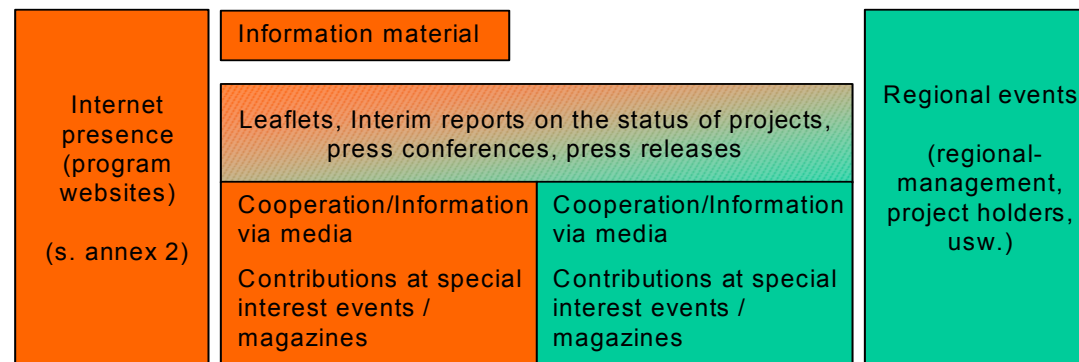 Internet
presence
(program
websites)
(s. annex 2)
Information material
Leaflets, Interim reports on the status of projects,
press conferences, press releases
Cooperation/Information
via media
Contributions at special
interest events /
magazines
Cooperation/Information
via media
Contributions at special
interest events /
magazines
Regional events
(regional-
management,
project holders,
usw.)